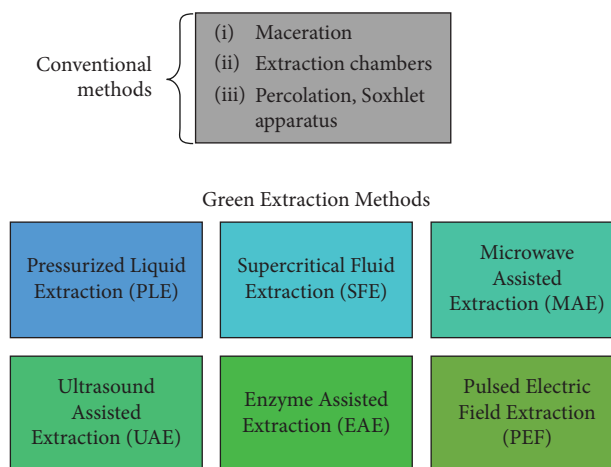 Conventional
methods
(i) Maceration
(ii) Extraction chambers
(iii) Percolation, Soxhlet
apparatus
Green Extraction Methods
Pressurized Liquid
Extraction (PLE)
Supercritical Fluid
Extraction (SFE)
Microwave
Assisted
Extraction (MAE)
Ultrasound
Assisted
Extraction (UAE)
Enzyme Assisted
Extraction (EAE)
Pulsed Electric
Field Extraction
(PEF)